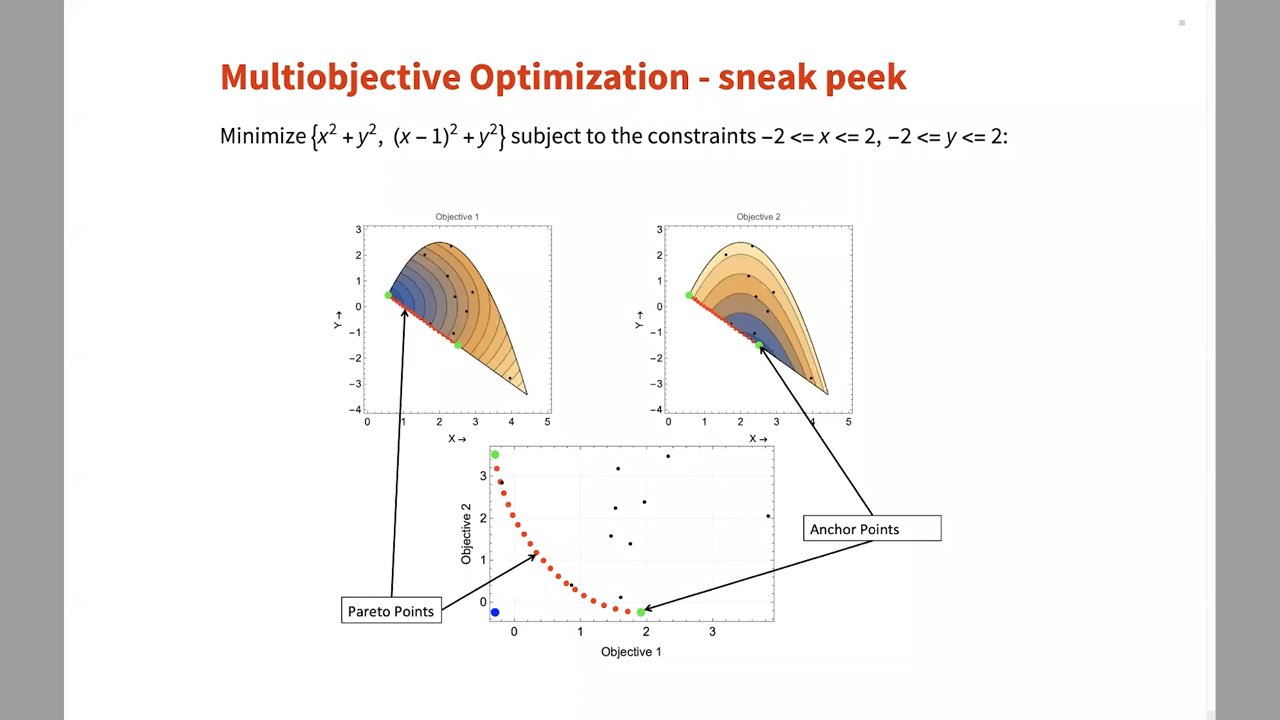 Multiobjective Optimization - sneak peek
Minimize {x² + y², (x – 1)² + y²} subject to the constraints –2 <= x <= 2, –2 <= y <= 2:
Objective 1
3
2
1
0
−1
−2
−3
−4
Y →
0 1 2 3 4 5
X →
Objective 2
3
2
1
0
−1
−2
−3
−4
Y →
0 1 2 3 4 5
X →
3
2
1
0
Objective 2
0 1 2 3
Objective 1
Anchor Points
Pareto Points